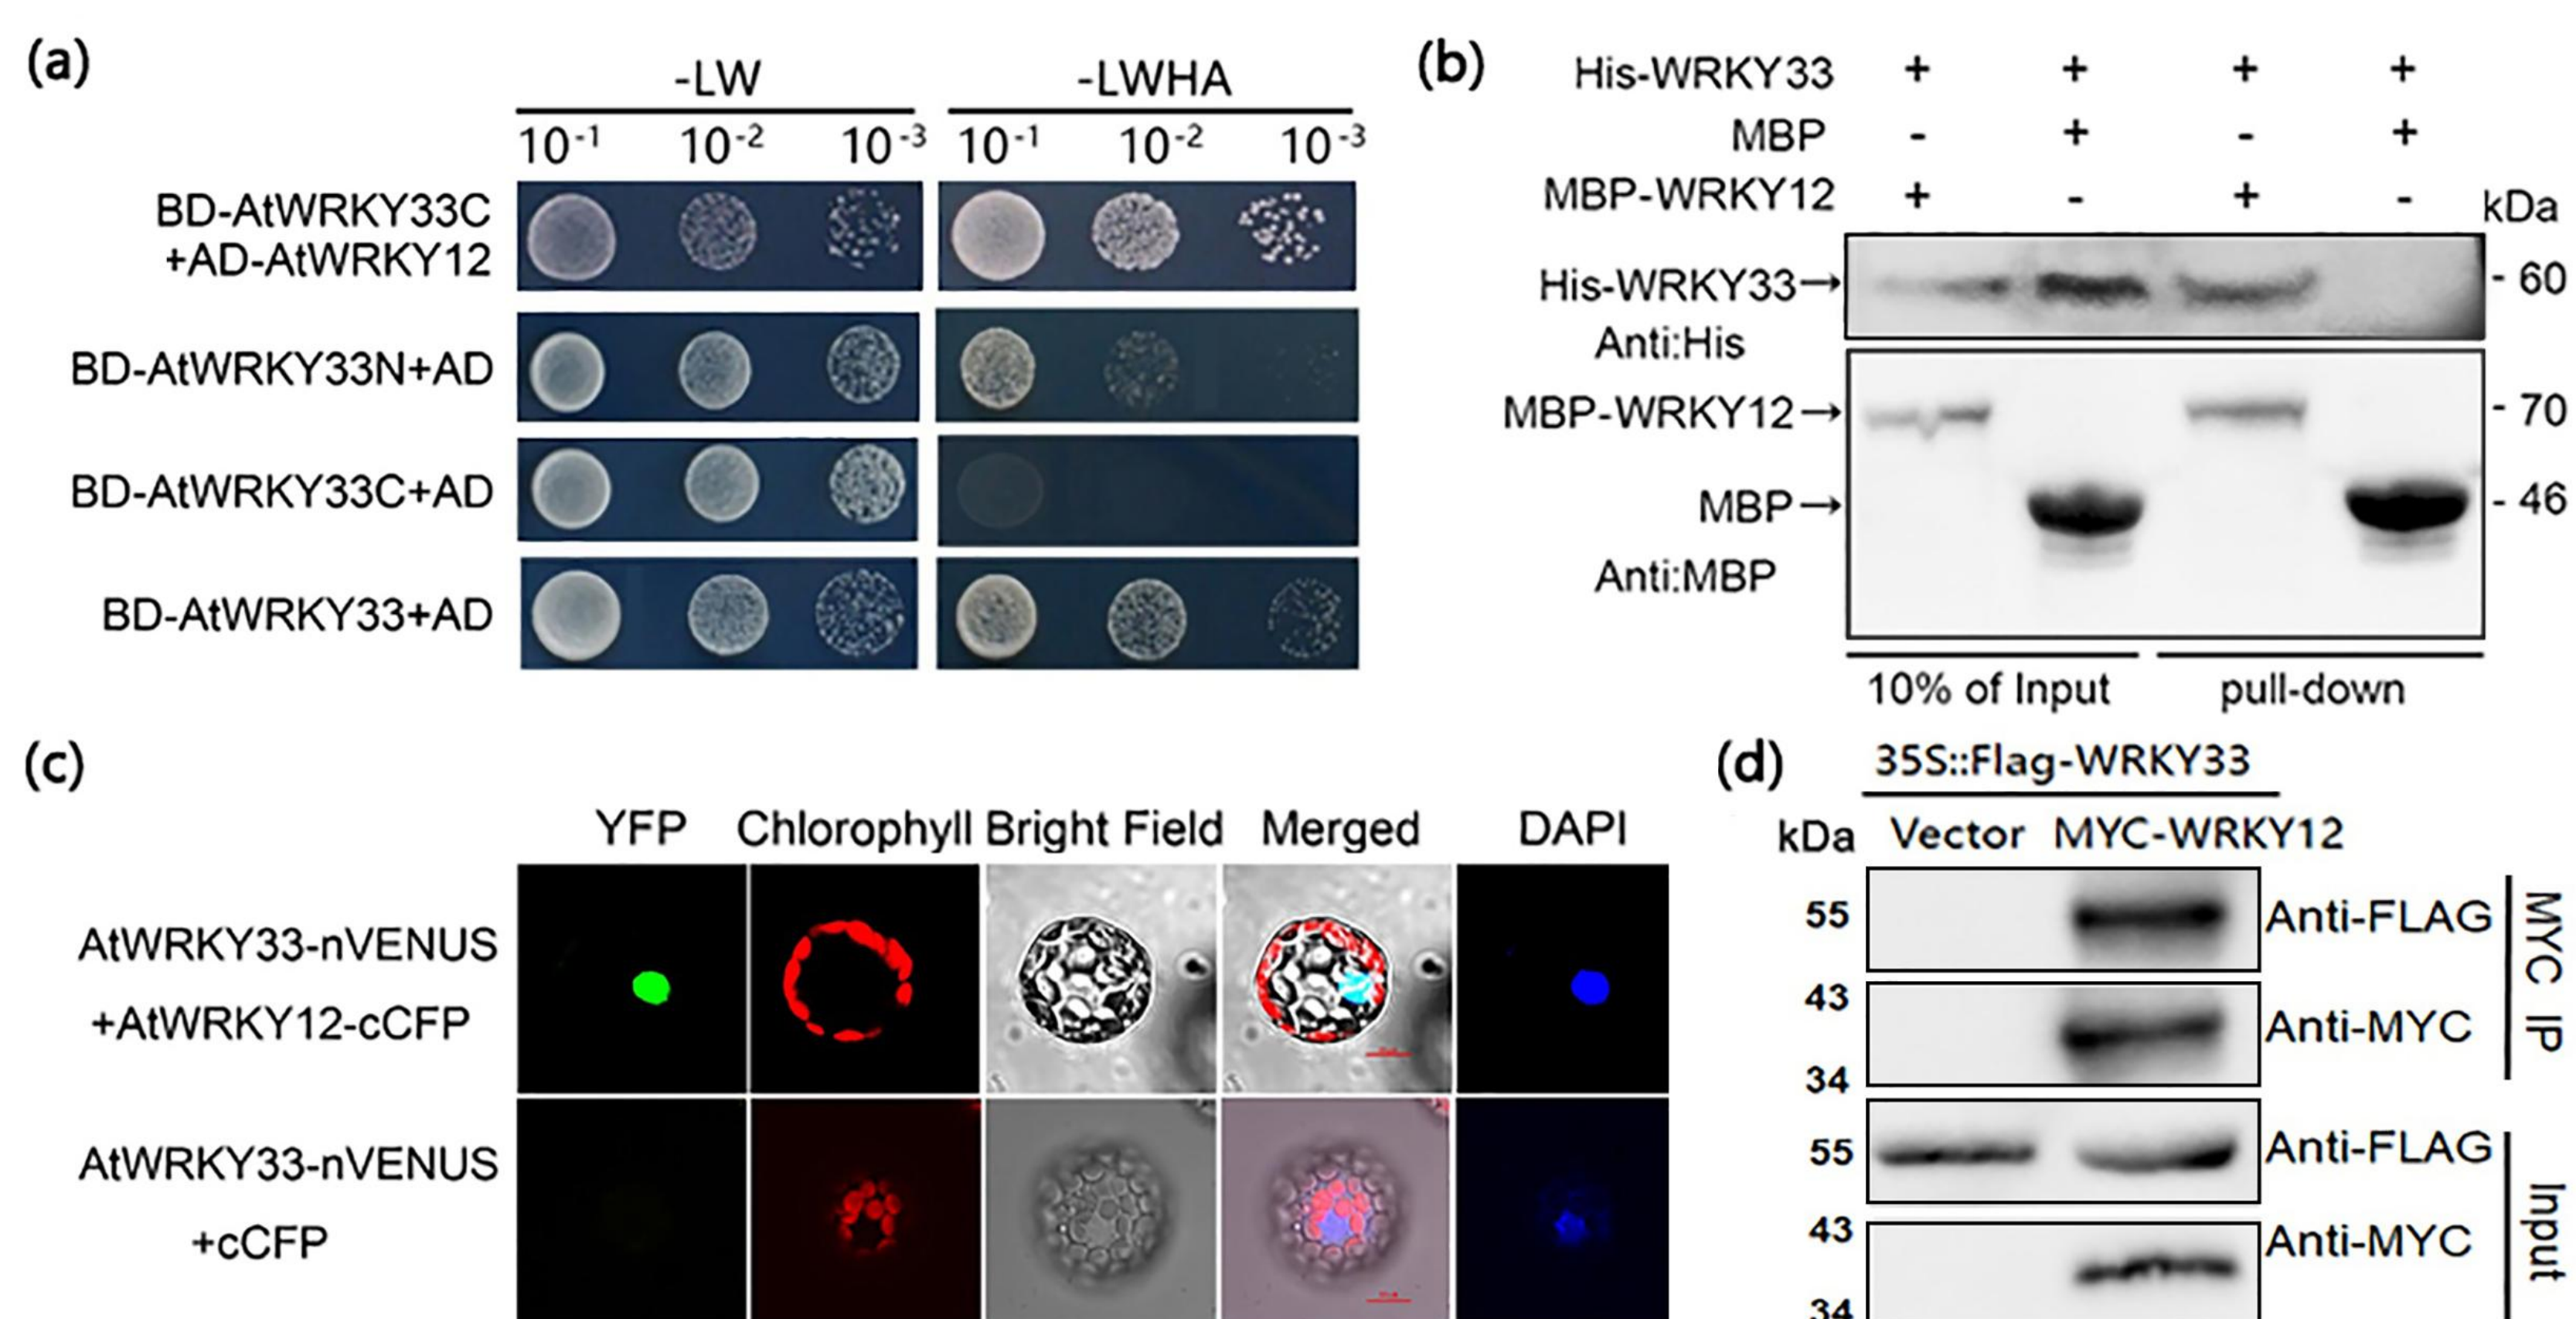 (a)
-LW -LWHA
10⁻¹ 10⁻² 10⁻³ 10⁻¹ 10⁻² 10⁻³
BD-AtWRKY33C
+AD-AtWRKY12
BD-AtWRKY33N+AD
BD-AtWRKY33C+AD
BD-AtWRKY33+AD
(b)
His-WRKY33 + + + +
MBP - + - +
MBP-WRKY12 + - + -
kDa
His-WRKY33→ - 60
Anti:His
MBP-WRKY12→ - 70
MBP→ - 46
Anti:MBP
10% of Input pull-down
(c)
YFP Chlorophyll Bright Field Merged DAPI
AtWRKY33-nVENUS
+AtWRKY12-cCFP
AtWRKY33-nVENUS
+cCFP
(d)
35S::Flag-WRKY33
kDa Vector MYC-WRKY12
55 Anti-FLAG
43
Anti-MYC
34
MYC IP
55 Anti-FLAG
43 Anti-MYC
34
Input